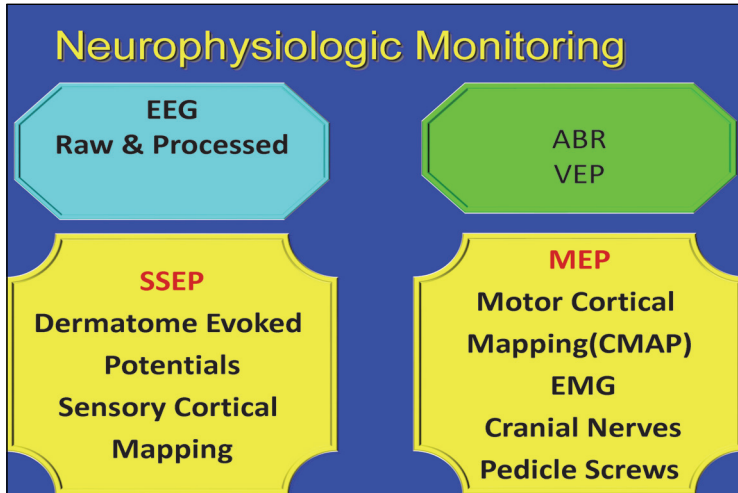 Neurophysiologic Monitoring
EEG
Raw & Processed
ABR
VEP
SSEP
Dermatome Evoked
Potentials
Sensory Cortical
Mapping
MEP
Motor Cortical
Mapping(CMAP)
EMG
Cranial Nerves
Pedicle Screws